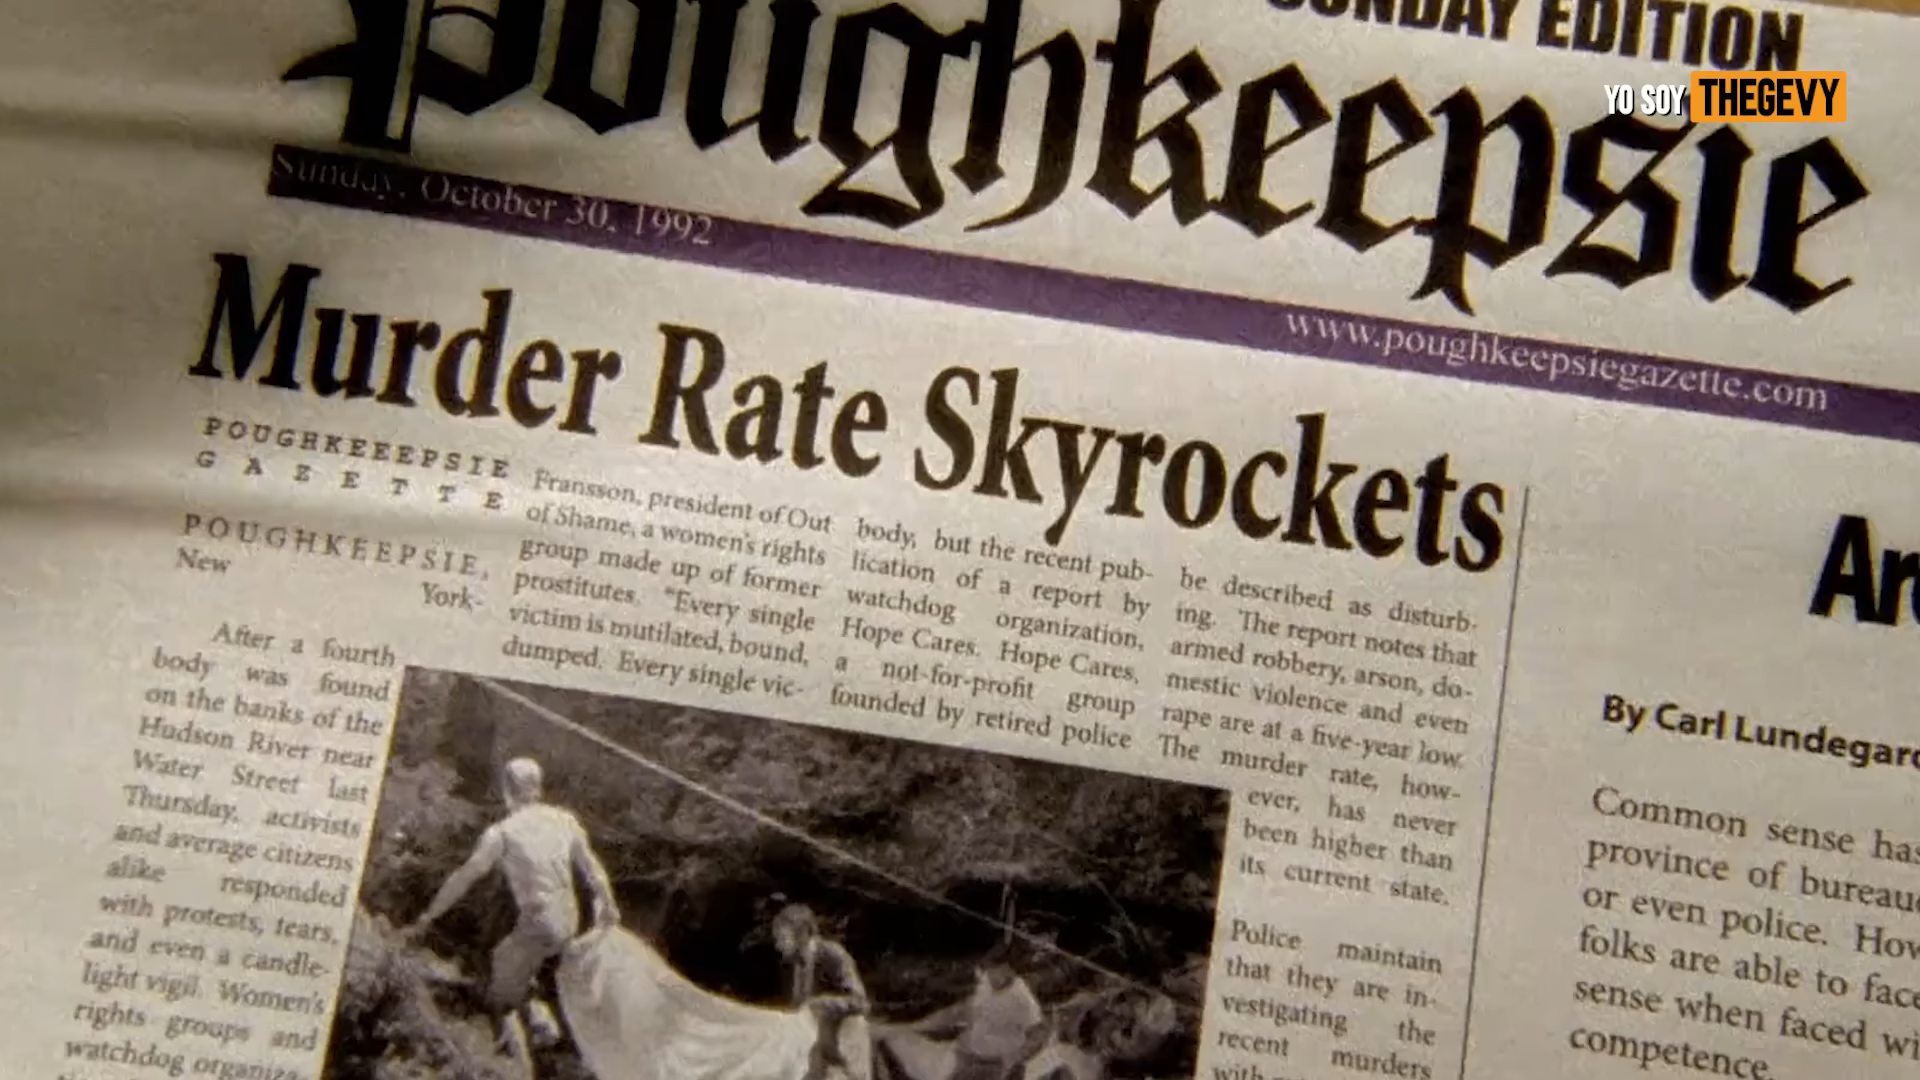 SUNDAY EDITION
YO SOY THEGEVY
Poughkeepsie
Sunday, October 30, 1992
www.poughkeepsiegazette.com
Murder Rate Skyrockets
POUGHKEEEPSIE
GAZETTE
POUGHKEEPSIE,
New
York-
After a fourth
body was found
on the banks of the
Hudson River near
Water Street last
Thursday, activists
and average citizens
alike responded
with protests, tears,
and even a candle-
light vigil. Women's
rights groups and
watchdog organiza-
Fransson, president of Out
of Shame, a women's rights
group made up of former
prostitutes. "Every single
victim is mutilated, bound,
dumped. Every single vic-
body, but the recent pub-
lication of a report by
watchdog organization,
Hope Cares. Hope Cares,
a not-for-profit group
founded by retired police
be described as disturb-
ing. The report notes that
armed robbery, arson, do-
mestic violence and even
rape are at a five-year low.
The murder rate, how-
ever, has never
been higher than
its current state.
Police maintain
that they are in-
vestigating the
recent murders
By Carl Lundegard
Common sense has
province of
or even police. How
folks are able to face
sense when faced
competence.